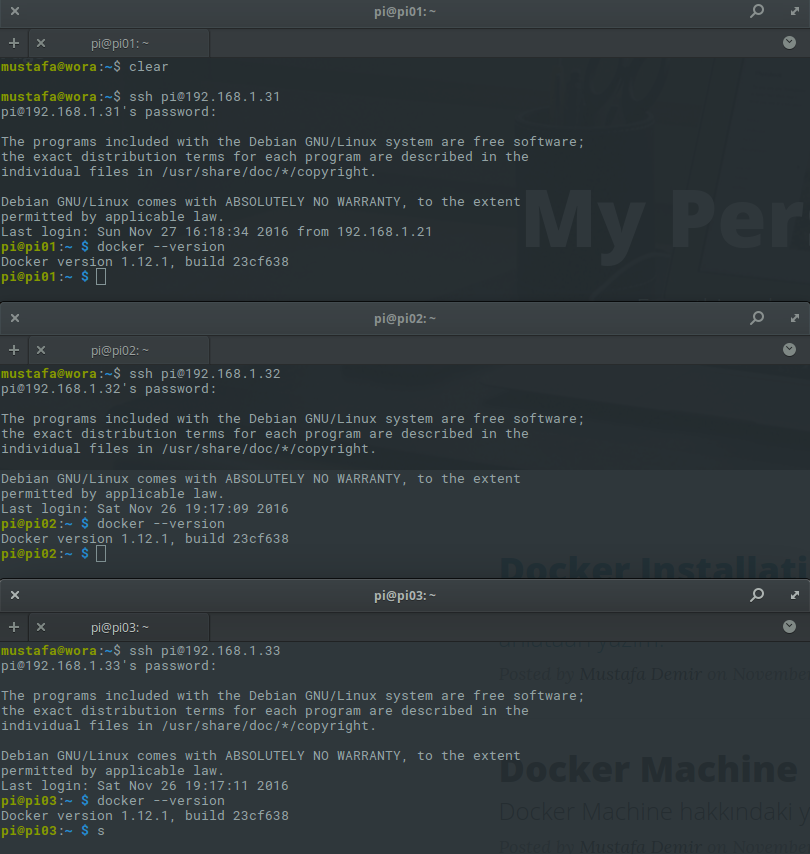 pi@pi01: ~
pi@pi01: ~
mustafa@wora:~$ clear
mustafa@wora:~$ ssh pi@192.168.1.31
pi@192.168.1.31's password:
The programs included with the Debian GNU/Linux system are free software;
the exact distribution terms for each program are described in the
individual files in /usr/share/doc/*/copyright.
Debian GNU/Linux comes with ABSOLUTELY NO WARRANTY, to the extent
permitted by applicable law.
Last login: Sun Nov 27 16:18:34 2016 from 192.168.1.21
pi@pi01:~ $ docker --version
Docker version 1.12.1, build 23cf638
pi@pi01:~ $
My Per
pi@pi02: ~
pi@pi02: ~
mustafa@wora:~$ ssh pi@192.168.1.32
pi@192.168.1.32's password:
The programs included with the Debian GNU/Linux system are free software;
the exact distribution terms for each program are described in the
individual files in /usr/share/doc/*/copyright.
Debian GNU/Linux comes with ABSOLUTELY NO WARRANTY, to the extent
permitted by applicable law.
Last login: Sat Nov 26 19:17:09 2016
pi@pi02:~ $ docker --version
Docker version 1.12.1, build 23cf638
pi@pi02:~ $
Docker Installati
pi@pi03: ~
pi@pi03: ~
mustafa@wora:~$ ssh pi@192.168.1.33
pi@192.168.1.33's password:
The programs included with the Debian GNU/Linux system are free software;
the exact distribution terms for each program are described in the
individual files in /usr/share/doc/*/copyright.
Debian GNU/Linux comes with ABSOLUTELY NO WARRANTY, to the extent
permitted by applicable law.
Last login: Sat Nov 26 19:17:11 2016
pi@pi03:~ $ docker --version
Docker version 1.12.1, build 23cf638
pi@pi03:~ $ s
Posted by Mustafa Demir on November
Docker Machine
Docker Machine hakkındaki y
Posted by Mustafa Demir on November